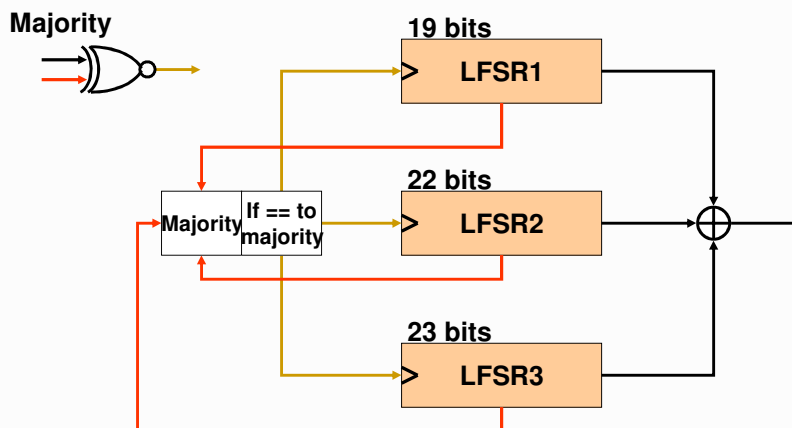 Majority
19 bits
> LFSR1
Majority
If == to
majority
22 bits
> LFSR2
23 bits
> LFSR3